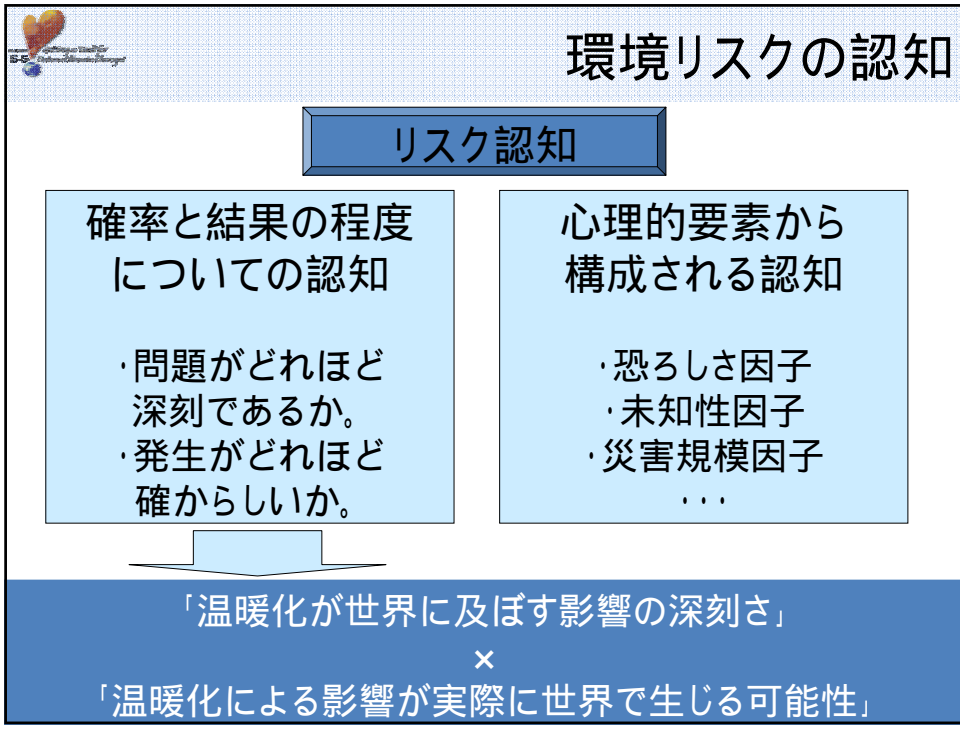 S-5
環境リスクの認知
リスク認知
確率と結果の程度
についての認知
・問題がどれほど
深刻であるか。
・発生がどれほど
確からしいか。
心理的要素から
構成される認知
・恐ろしさ因子
・未知性因子
・災害規模因子
・・・
「温暖化が世界に及ぼす影響の深刻さ」
×
「温暖化による影響が実際に世界で生じる可能性」